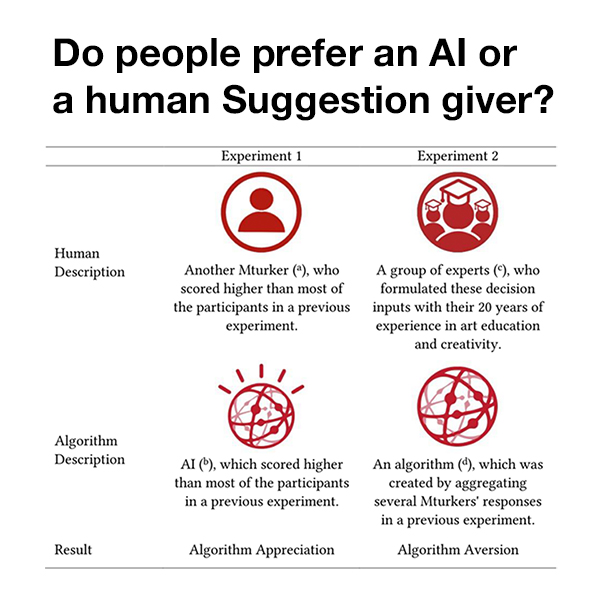 Do people prefer an AI or
a human Suggestion giver?
Experiment 1
Experiment 2
Human
Description
Another Mturker (ᵃ), who
scored higher than most of
the participants in a previous
experiment.
A group of experts (ᶜ), who
formulated these decision
inputs with their 20 years of
experience in art education
and creativity.
Algorithm
Description
AI (ᵇ), which scored higher
than most of the participants
in a previous experiment.
An algorithm (ᵈ), which was
created by aggregating
several Mturkers' responses
in a previous experiment.
Result
Algorithm Appreciation
Algorithm Aversion